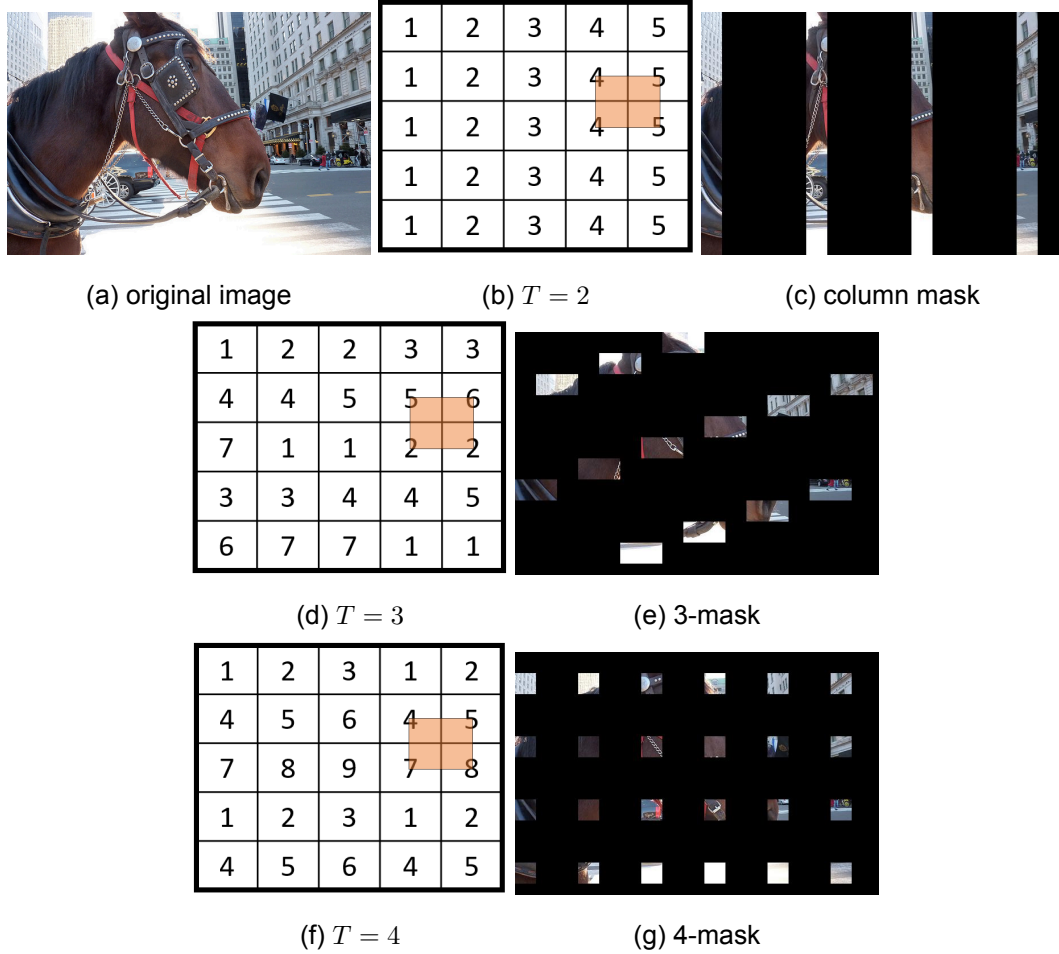 1 2 3 4 5
1 2 3 4 5
1 2 3 4 5
1 2 3 4 5
1 2 3 4 5
(a) original image (b) T = 2 (c) column mask
1 2 2 3 3
4 4 5 5 6
7 1 1 2 2
3 3 4 4 5
6 7 7 1 1
(d) T = 3 (e) 3-mask
1 2 3 1 2
4 5 6 4 5
7 8 9 7 8
1 2 3 1 2
4 5 6 4 5
(f) T = 4 (g) 4-mask